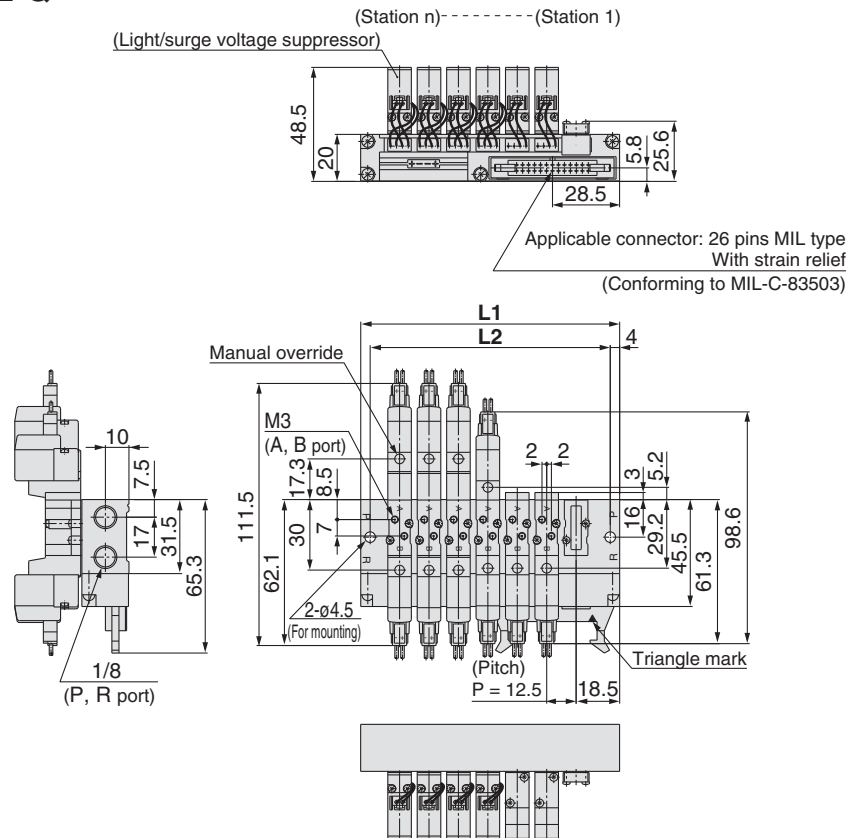 (Station n)
(Station 1)
(Light/surge voltage suppressor)
48.5
20
5.8
25.6
28.5
Applicable connector: 26 pins MIL type
With strain relief
(Conforming to MIL-C-83503)
L1
L2
4
Manual override
M3
(A, B port)
10
7.5
17
31.5
65.3
1/8
(P, R port)
111.5
62.1
17.3
8.5
30
7
2-ø4.5
(For mounting)
2
2
3
5.2
16
29.2
45.5
61.3
98.6
A
A
A
A
A
A
B
B
B
B
B
B
P
R
P
R
(Pitch)
P = 12.5
18.5
Triangle mark